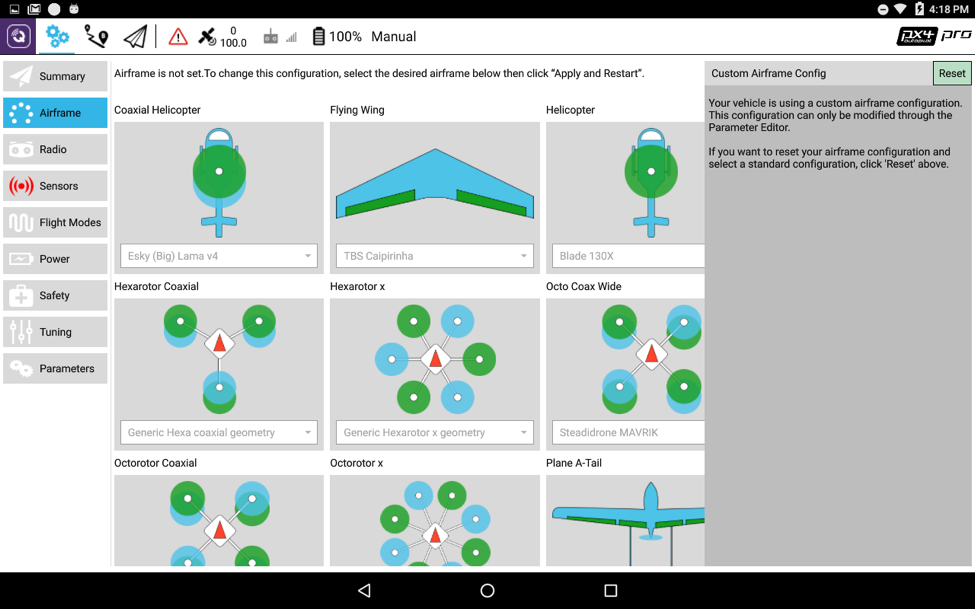 4:18 PM
0
100.0
100%
Manual
px4 pro
Summary
Airframe
Radio
Sensors
Flight Modes
Power
Safety
Tuning
Parameters
Airframe is not set.To change this configuration, select the desired airframe below then click “Apply and Restart”.
Coaxial Helicopter
Flying Wing
Helicopter
Esky (Big) Lama v4
TBS Caipirinha
Blade 130X
Hexarotor Coaxial
Hexarotor x
Octo Coax Wide
Generic Hexa coaxial geometry
Generic Hexarotor x geometry
Steadidrone MAVRIK
Octorotor Coaxial
Octorotor x
Plane A-Tail
Custom Airframe Config
Reset
Your vehicle is using a custom airframe configuration.
This configuration can only be modified through the
Parameter Editor.
If you want to reset your airframe configuration and
select a standard configuration, click 'Reset' above.